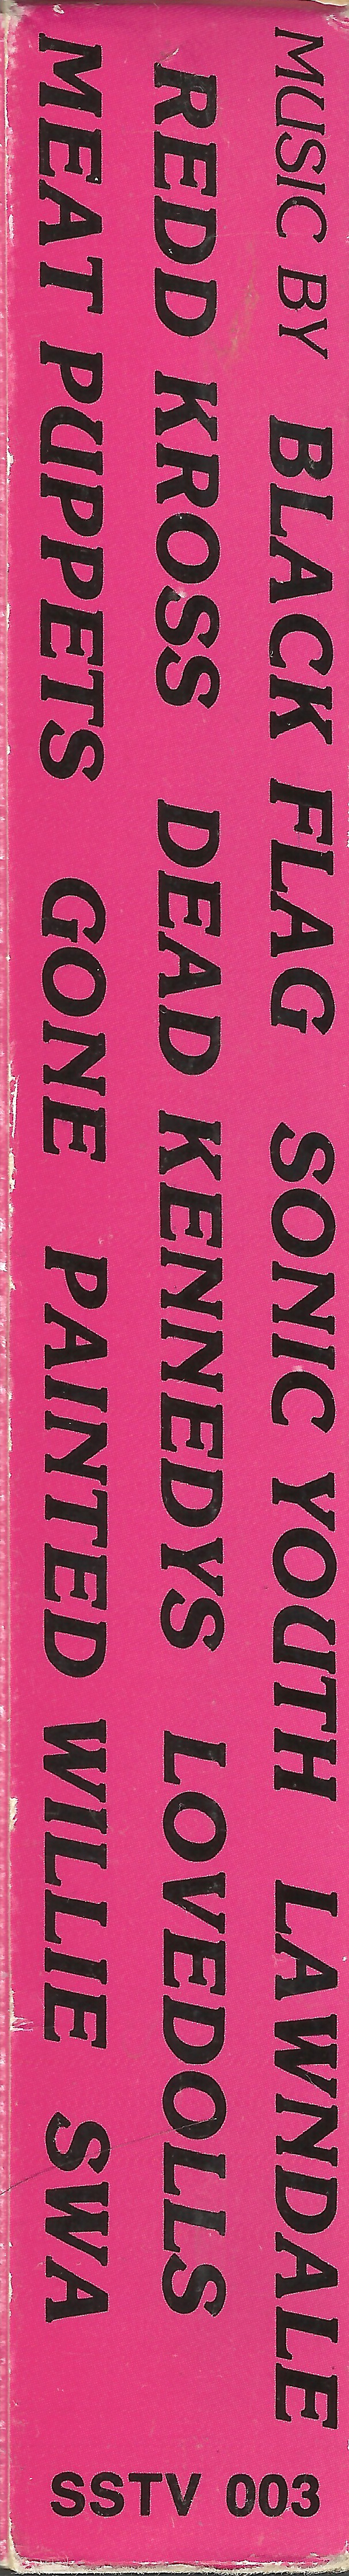 MUSIC BY BLACK FLAG SONIC YOUTH LAWNDALE
REDD KROSS DEAD KENNEDYS LOVEDOLLS
MEAT PUPPETS GONE PAINTED WILLIE SWA
SSTV 003